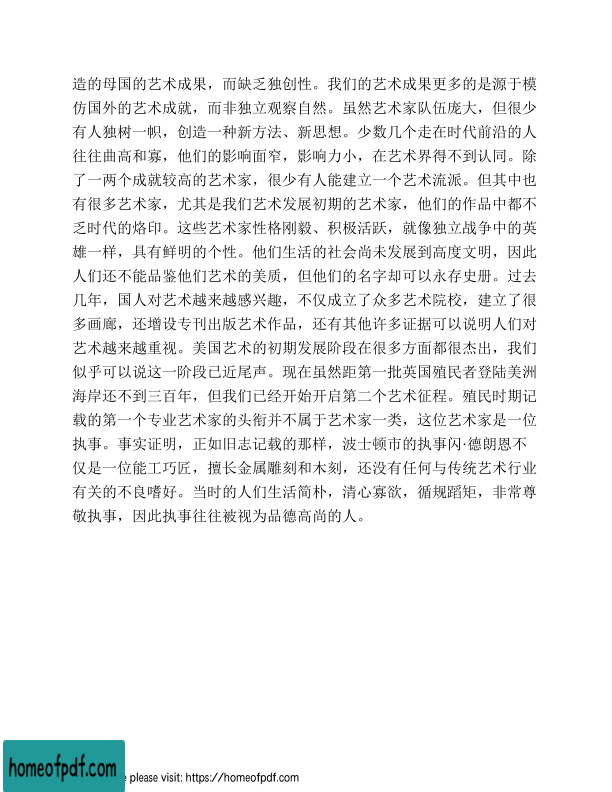 造的母国的艺术成果，而缺乏独创性。我们的艺术成果更多的是源于模
仿国外的艺术成就，而非独立观察自然。虽然艺术家队伍庞大，但很少
有人独树一帜，创造一种新方法、新思想。少数几个走在时代前沿的人
往往曲高和寡，他们的影响面窄，影响力小，在艺术界得不到认同。除
了一两个成就较高的艺术家，很少有人能建立一个艺术流派。但其中也
有很多艺术家，尤其是我们艺术发展初期的艺术家，他们的作品中都不
乏时代的烙印。这些艺术家性格刚毅、积极活跃，就像独立战争中的英
雄一样，具有鲜明的个性。他们生活的社会尚未发展到高度文明，因此
人们还不能品鉴他们艺术的美质，但他们的名字却可以永存史册。过去
几年，国人对艺术越来越感兴趣，不仅成立了众多艺术院校，建立了很
多画廊，还增设专刊出版艺术作品，还有其他许多证据可以说明人们对
艺术越来越重视。美国艺术的初期发展阶段在很多方面都很杰出，我们
似乎可以说这一阶段已近尾声。现在虽然距第一批英国殖民者登陆美洲
海岸还不到三百年，但我们已经开始开启第二个艺术征程。殖民时期记
载的第一个专业艺术家的头衔并不属于艺术家一类，这位艺术家是一位
执事。事实证明，正如旧志记载的那样，波士顿市的执事闪·德朗恩不
仅是一位能工巧匠，擅长金属雕刻和木刻，还没有任何与传统艺术行业
有关的不良嗜好。当时的人们生活简朴，清心寡欲，循规蹈矩，非常尊
敬执事，因此执事往往被视为品德高尚的人。
homeofpdf.com
e please visit: https://homeofpdf.com